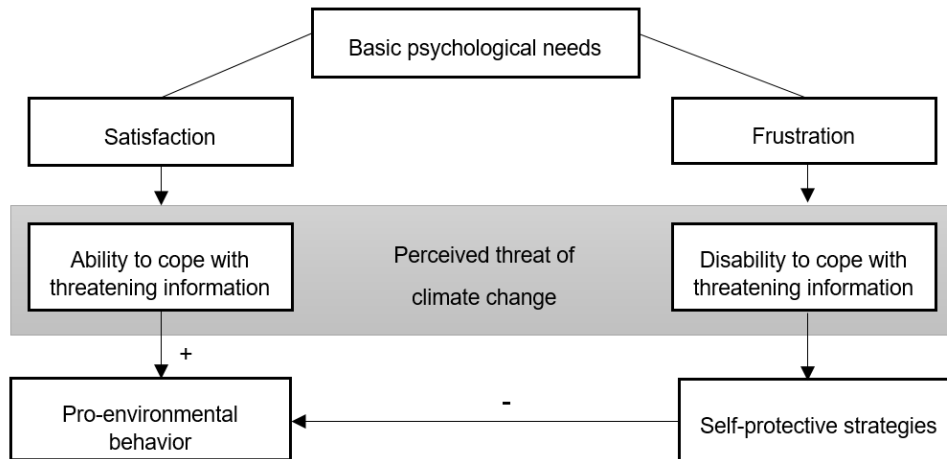 Basic psychological needs
Satisfaction
Frustration
Ability to cope with
threatening information
Perceived threat of
climate change
Disability to cope with
threatening information
+
Pro-environmental
behavior
-
Self-protective strategies